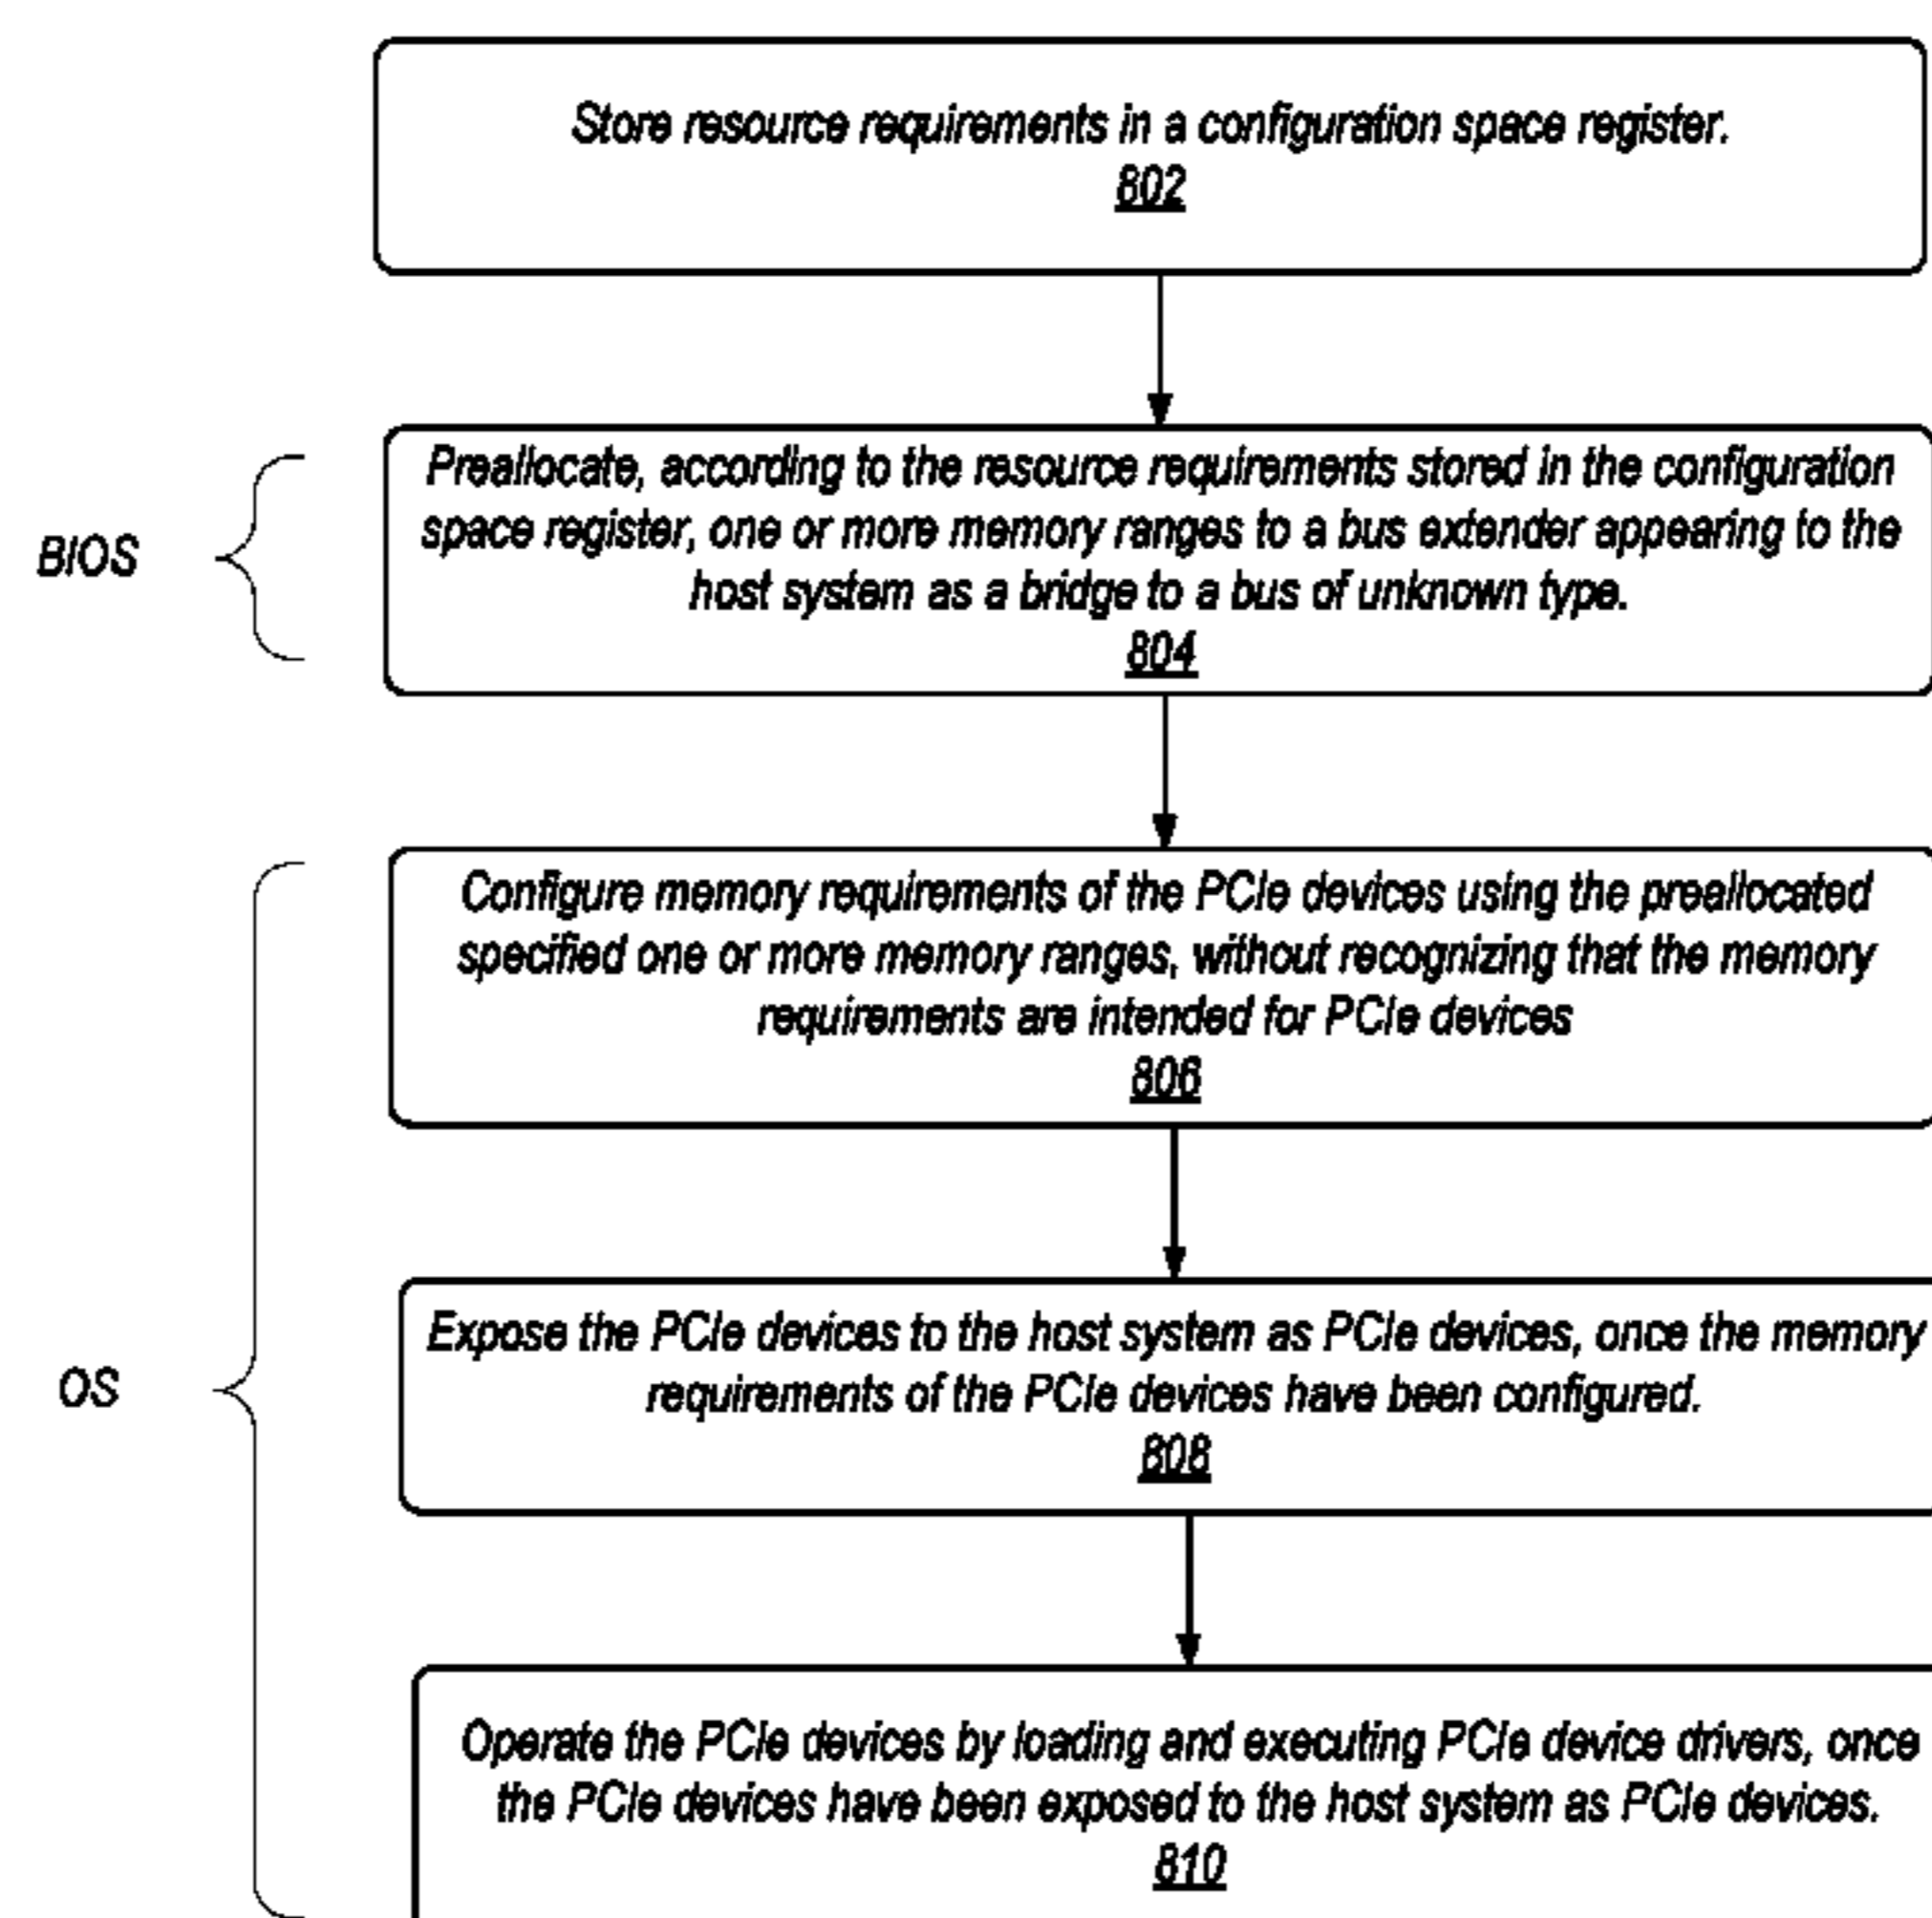 Store resource requirements in a configuration space register.
802
Preallocate, according to the resource requirements stored in the configuration
space register, one or more memory ranges to a bus extender appearing to the
host system as a bridge to a bus of unknown type.
804
BIOS
Configure memory requirements of the PCIe devices using the preallocated
specified one or more memory ranges, without recognizing that the memory
requirements are intended for PCIe devices
806
Expose the PCIe devices to the host system as PCIe devices, once the memory
requirements of the PCIe devices have been configured.
808
OS
Operate the PCIe devices by loading and executing PCIe device drivers, once
the PCIe devices have been exposed to the host system as PCIe devices.
810